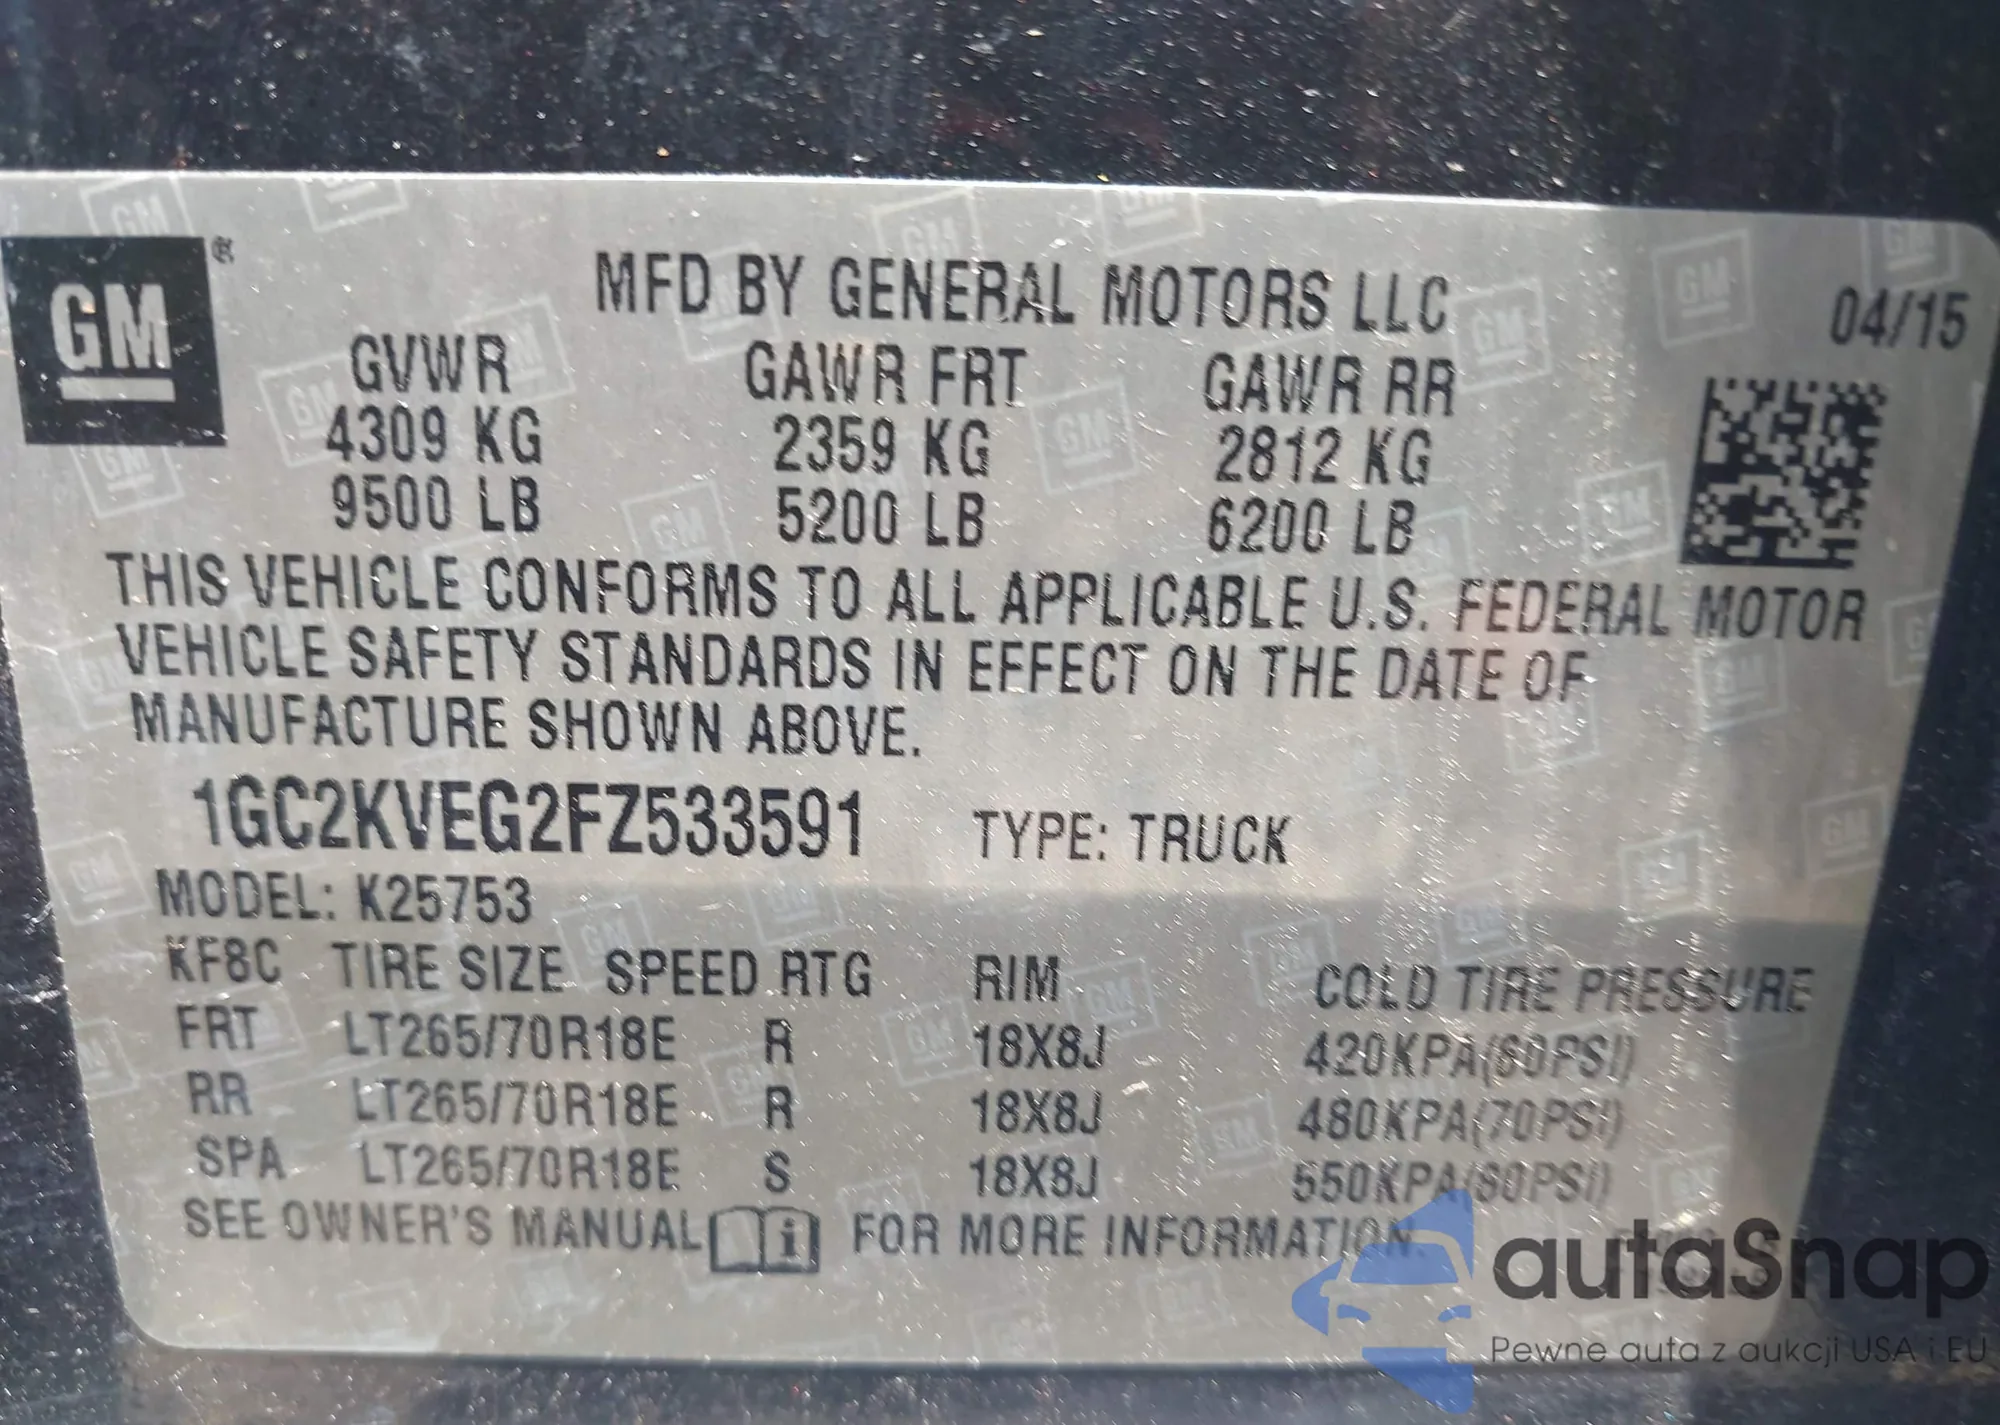 GM ®
MFD BY GENERAL MOTORS LLC 04/15
GVWR GAWR FRT GAWR RR
4309 KG 2359 KG 2812 KG
9500 LB 5200 LB 6200 LB
THIS VEHICLE CONFORMS TO ALL APPLICABLE U.S. FEDERAL MOTOR
VEHICLE SAFETY STANDARDS IN EFFECT ON THE DATE OF
MANUFACTURE SHOWN ABOVE.
1GC2KVEG2FZ533591 TYPE: TRUCK
MODEL: K25753
KF8C TIRE SIZE SPEED RTG RIM COLD TIRE PRESSURE
FRT LT265/70R18E R 18X8J 420KPA(60PSI)
RR LT265/70R18E R 18X8J 480KPA(70PSI)
SPA LT265/70R18E S 18X8J 550KPA(80PSI)
SEE OWNER'S MANUAL i FOR MORE INFORMATION.
autaSnap
Pewne auta z aukcji USA i EU